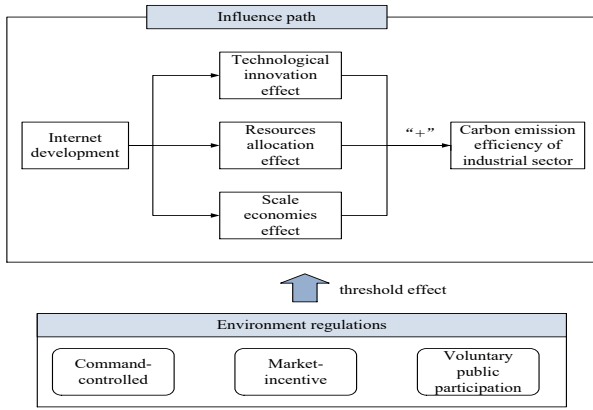 Influence path
Technological
innovation
effect
Internet
development
Resources
allocation
effect
“+”
Carbon emission
efficiency of
industrial sector
Scale
economies
effect
threshold effect
Environment regulations
Command-
controlled
Market-
incentive
Voluntary
public
participation